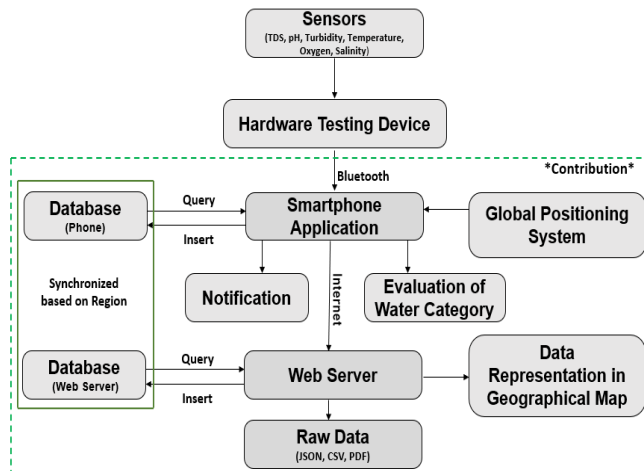 Sensors
(TDS, pH, Turbidity, Temperature,
Oxygen, Salinity)
Hardware Testing Device
Bluetooth
*Contribution*
Database
(Phone)
Query
Insert
Smartphone
Application
Global Positioning
System
Synchronized
based on Region
Notification
Internet
Evaluation of
Water Category
Database
(Web Server)
Query
Insert
Web Server
Data
Representation in
Geographical Map
Raw Data
(JSON, CSV, PDF)